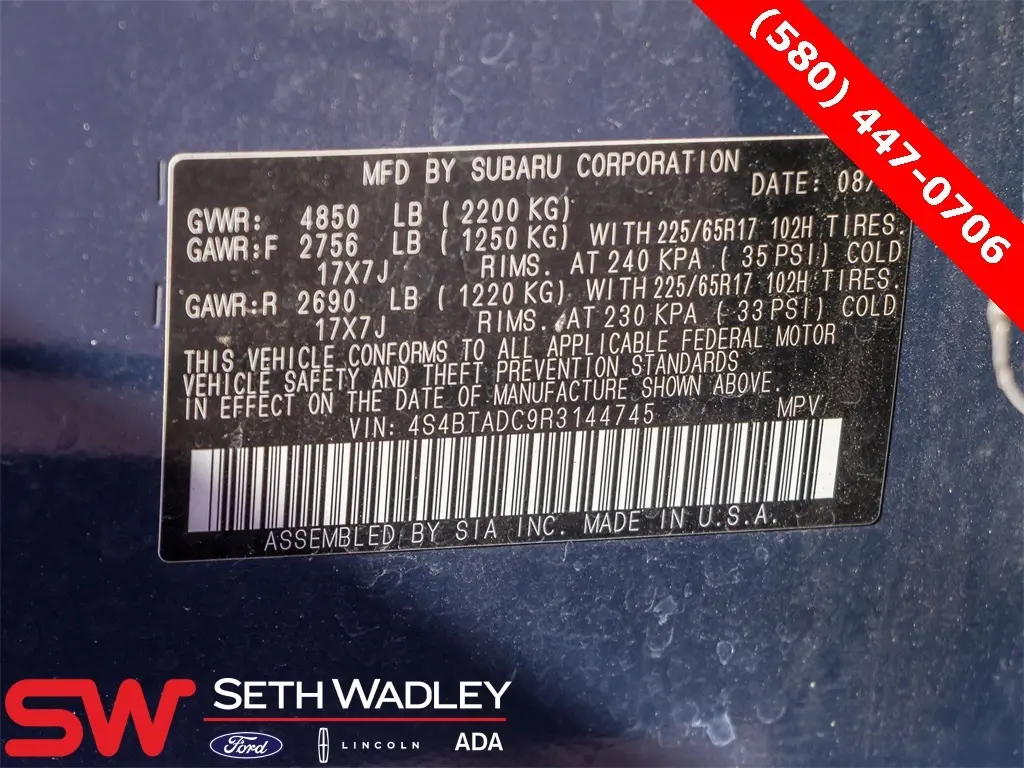 (580) 447-0706
MFD BY SUBARU CORPORATION
DATE: 08/
GVWR: 4850 LB ( 2200 KG)
GAWR:F 2756 LB ( 1250 KG) WITH 225/65R17 102H TIRES.
17X7J RIMS. AT 240 KPA ( 35 PSI) COLD
GAWR:R 2690 LB ( 1220 KG) WITH 225/65R17 102H TIRES.
17X7J RIMS. AT 230 KPA ( 33 PSI) COLD
THIS VEHICLE CONFORMS TO ALL APPLICABLE FEDERAL MOTOR
VEHICLE SAFETY AND THEFT PREVENTION STANDARDS
IN EFFECT ON THE DATE OF MANUFACTURE SHOWN ABOVE.
VIN: 4S4BTADC9R3144745 MPV
ASSEMBLED BY SIA INC. MADE IN U.S.A.
SW SETH WADLEY
Ford LINCOLN ADA